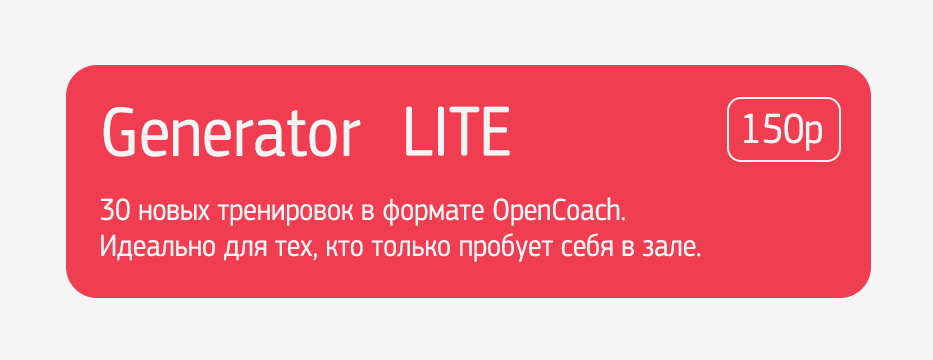 Generator LITE
150р
30 новых тренировок в формате OpenCoach.
Идеально для тех, кто только пробует себя в зале.